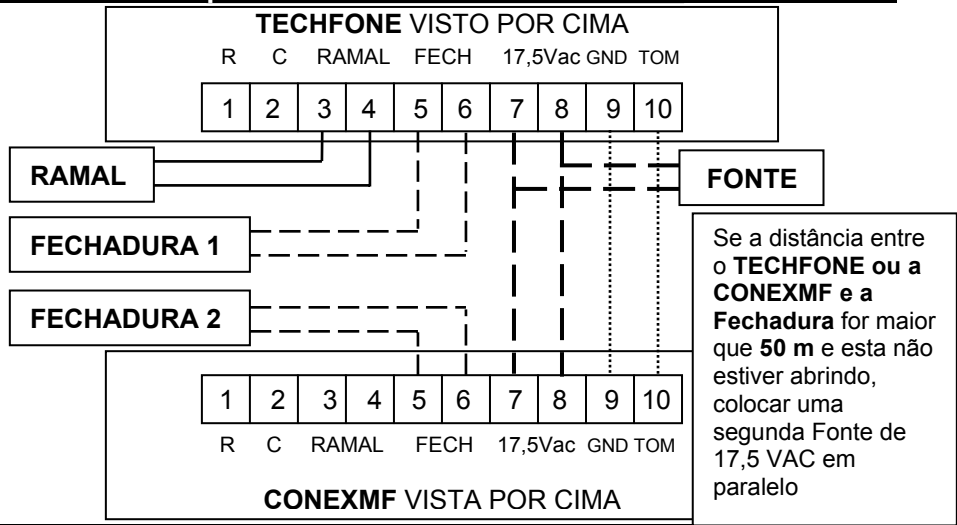 TECHFONE VISTO POR CIMA
R C RAMAL FECH 17,5Vac GND TOM
1 2 3 4 5 6 7 8 9 10
RAMAL
FONTE
FECHADURA 1
FECHADURA 2
Se a distância entre
o TECHFONE ou a
CONEXMF e a
Fechadura for maior
que 50 m e esta não
estiver abrindo,
colocar uma
segunda Fonte de
17,5 VAC em
paralelo
1 2 3 4 5 6 7 8 9 10
R C RAMAL FECH 17,5Vac GND TOM
CONEXMF VISTA POR CIMA